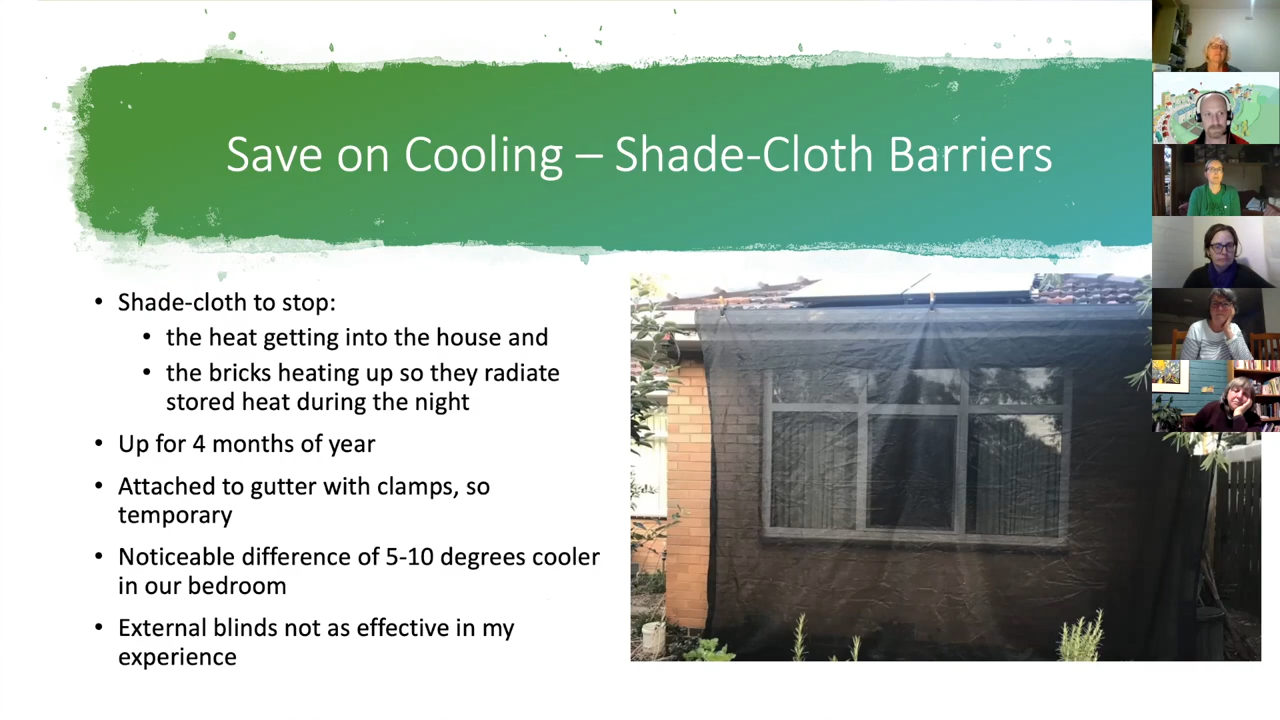 Save on Cooling – Shade-Cloth Barriers
• Shade-cloth to stop:
• the heat getting into the house and
• the bricks heating up so they radiate
stored heat during the night
• Up for 4 months of year
• Attached to gutter with clamps, so
temporary
• Noticeable difference of 5-10 degrees cooler
in our bedroom
• External blinds not as effective in my
experience